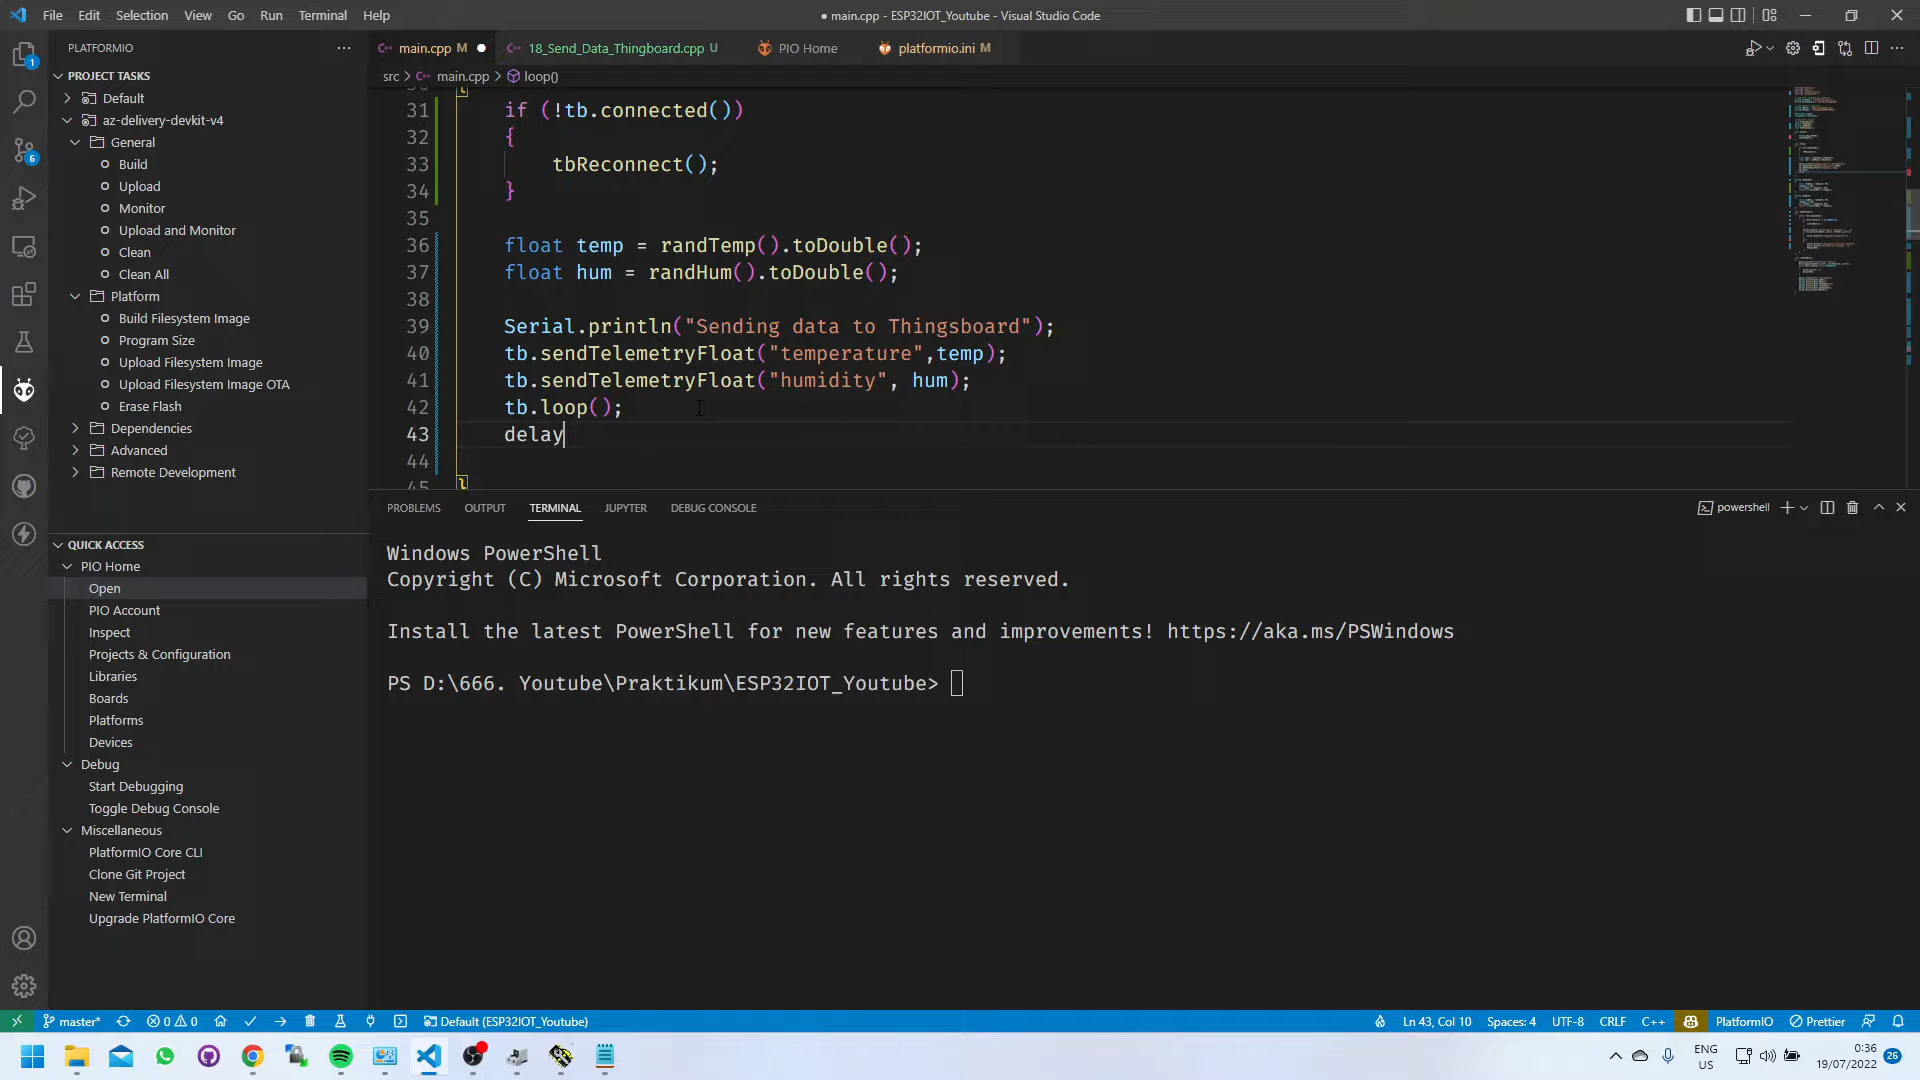 File Edit Selection View Go Run Terminal Help
● main.cpp - ESP32IOT_Youtube - Visual Studio Code
PLATFORMIO
main.cpp M
18_Send_Data_Thingboard.cpp U
PIO Home
platformio.ini M
src > main.cpp > loop()
PROJECT TASKS
Default
az-delivery-devkit-v4
General
Build
Upload
Monitor
Upload and Monitor
Clean
Clean All
Platform
Build Filesystem Image
Program Size
Upload Filesystem Image
Upload Filesystem Image OTA
Erase Flash
Dependencies
Advanced
Remote Development
QUICK ACCESS
PIO Home
Open
PIO Account
Inspect
Projects & Configuration
Libraries
Boards
Platforms
Devices
Debug
Start Debugging
Toggle Debug Console
Miscellaneous
PlatformIO Core CLI
Clone Git Project
New Terminal
Upgrade PlatformIO Core
31 if (!tb.connected())
32 {
33 tbReconnect();
34 }
35
36 float temp = randTemp().toDouble();
37 float hum = randHum().toDouble();
38
39 Serial.println("Sending data to Thingsboard");
40 tb.sendTelemetryFloat("temperature",temp);
41 tb.sendTelemetryFloat("humidity", hum);
42 tb.loop();
43 delay
44
45 }
PROBLEMS OUTPUT TERMINAL JUPYTER DEBUG CONSOLE
powershell
Windows PowerShell
Copyright (C) Microsoft Corporation. All rights reserved.
Install the latest PowerShell for new features and improvements! https://aka.ms/PSWindows
PS D:\666. Youtube\Praktikum\ESP32IOT_Youtube>
master* 0 0 Default (ESP32IOT_Youtube)
Ln 43, Col 10 Spaces: 4 UTF-8 CRLF C++ PlatformIO Prettier
1
6
ENG
US
0:36
19/07/2022
26